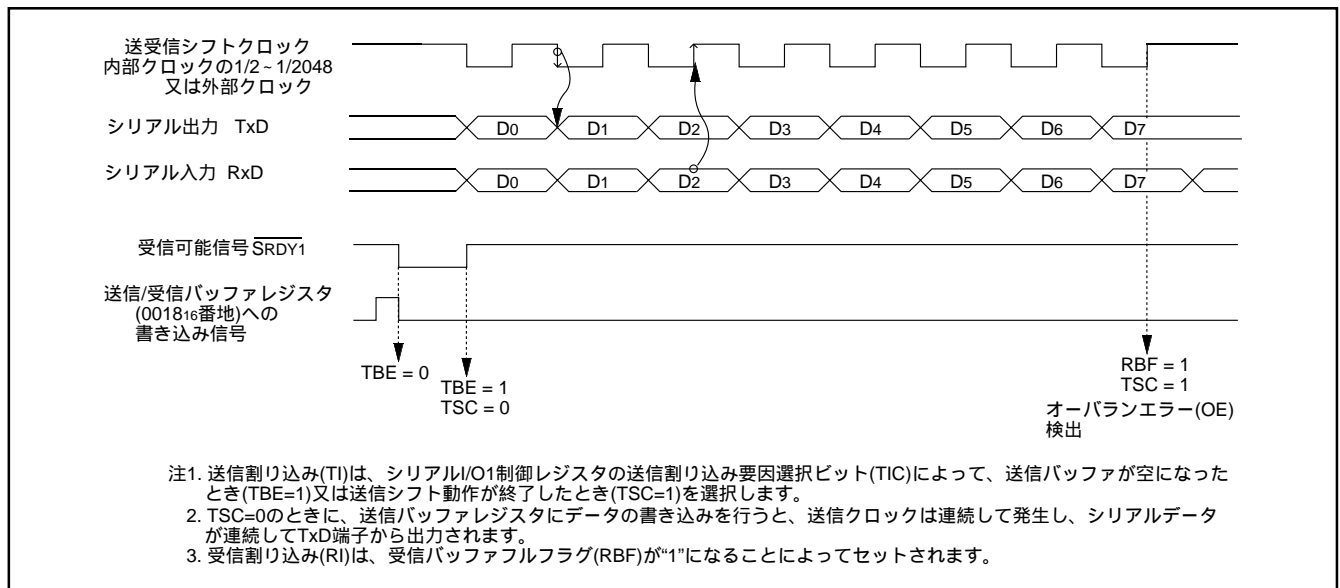 送受信シフトクロック
内部クロックの1/2～1/2048
又は外部クロック
シリアル出力 TxD
D0 D1 D2 D3 D4 D5 D6 D7
シリアル入力 RxD
D0 D1 D2 D3 D4 D5 D6 D7
受信可能信号 SRDY1
送信/受信バッファレジスタ
(001816番地)への
書き込み信号
TBE = 0
TBE = 1
TSC = 0
RBF = 1
TSC = 1
オーバランエラー(OE)
検出
注1. 送信割り込み(TI)は、シリアルI/O1制御レジスタの送信割り込み要因選択ビット(TIC)によって、送信バッファが空になった
とき(TBE=1)又は送信シフト動作が終了したとき(TSC=1)を選択します。
2. TSC=0のときに、送信バッファレジスタにデータの書き込みを行うと、送信クロックは連続して発生し、シリアルデータ
が連続してTxD端子から出力されます。
3. 受信割り込み(RI)は、受信バッファフルフラグ(RBF)が“1”になることによってセットされます。